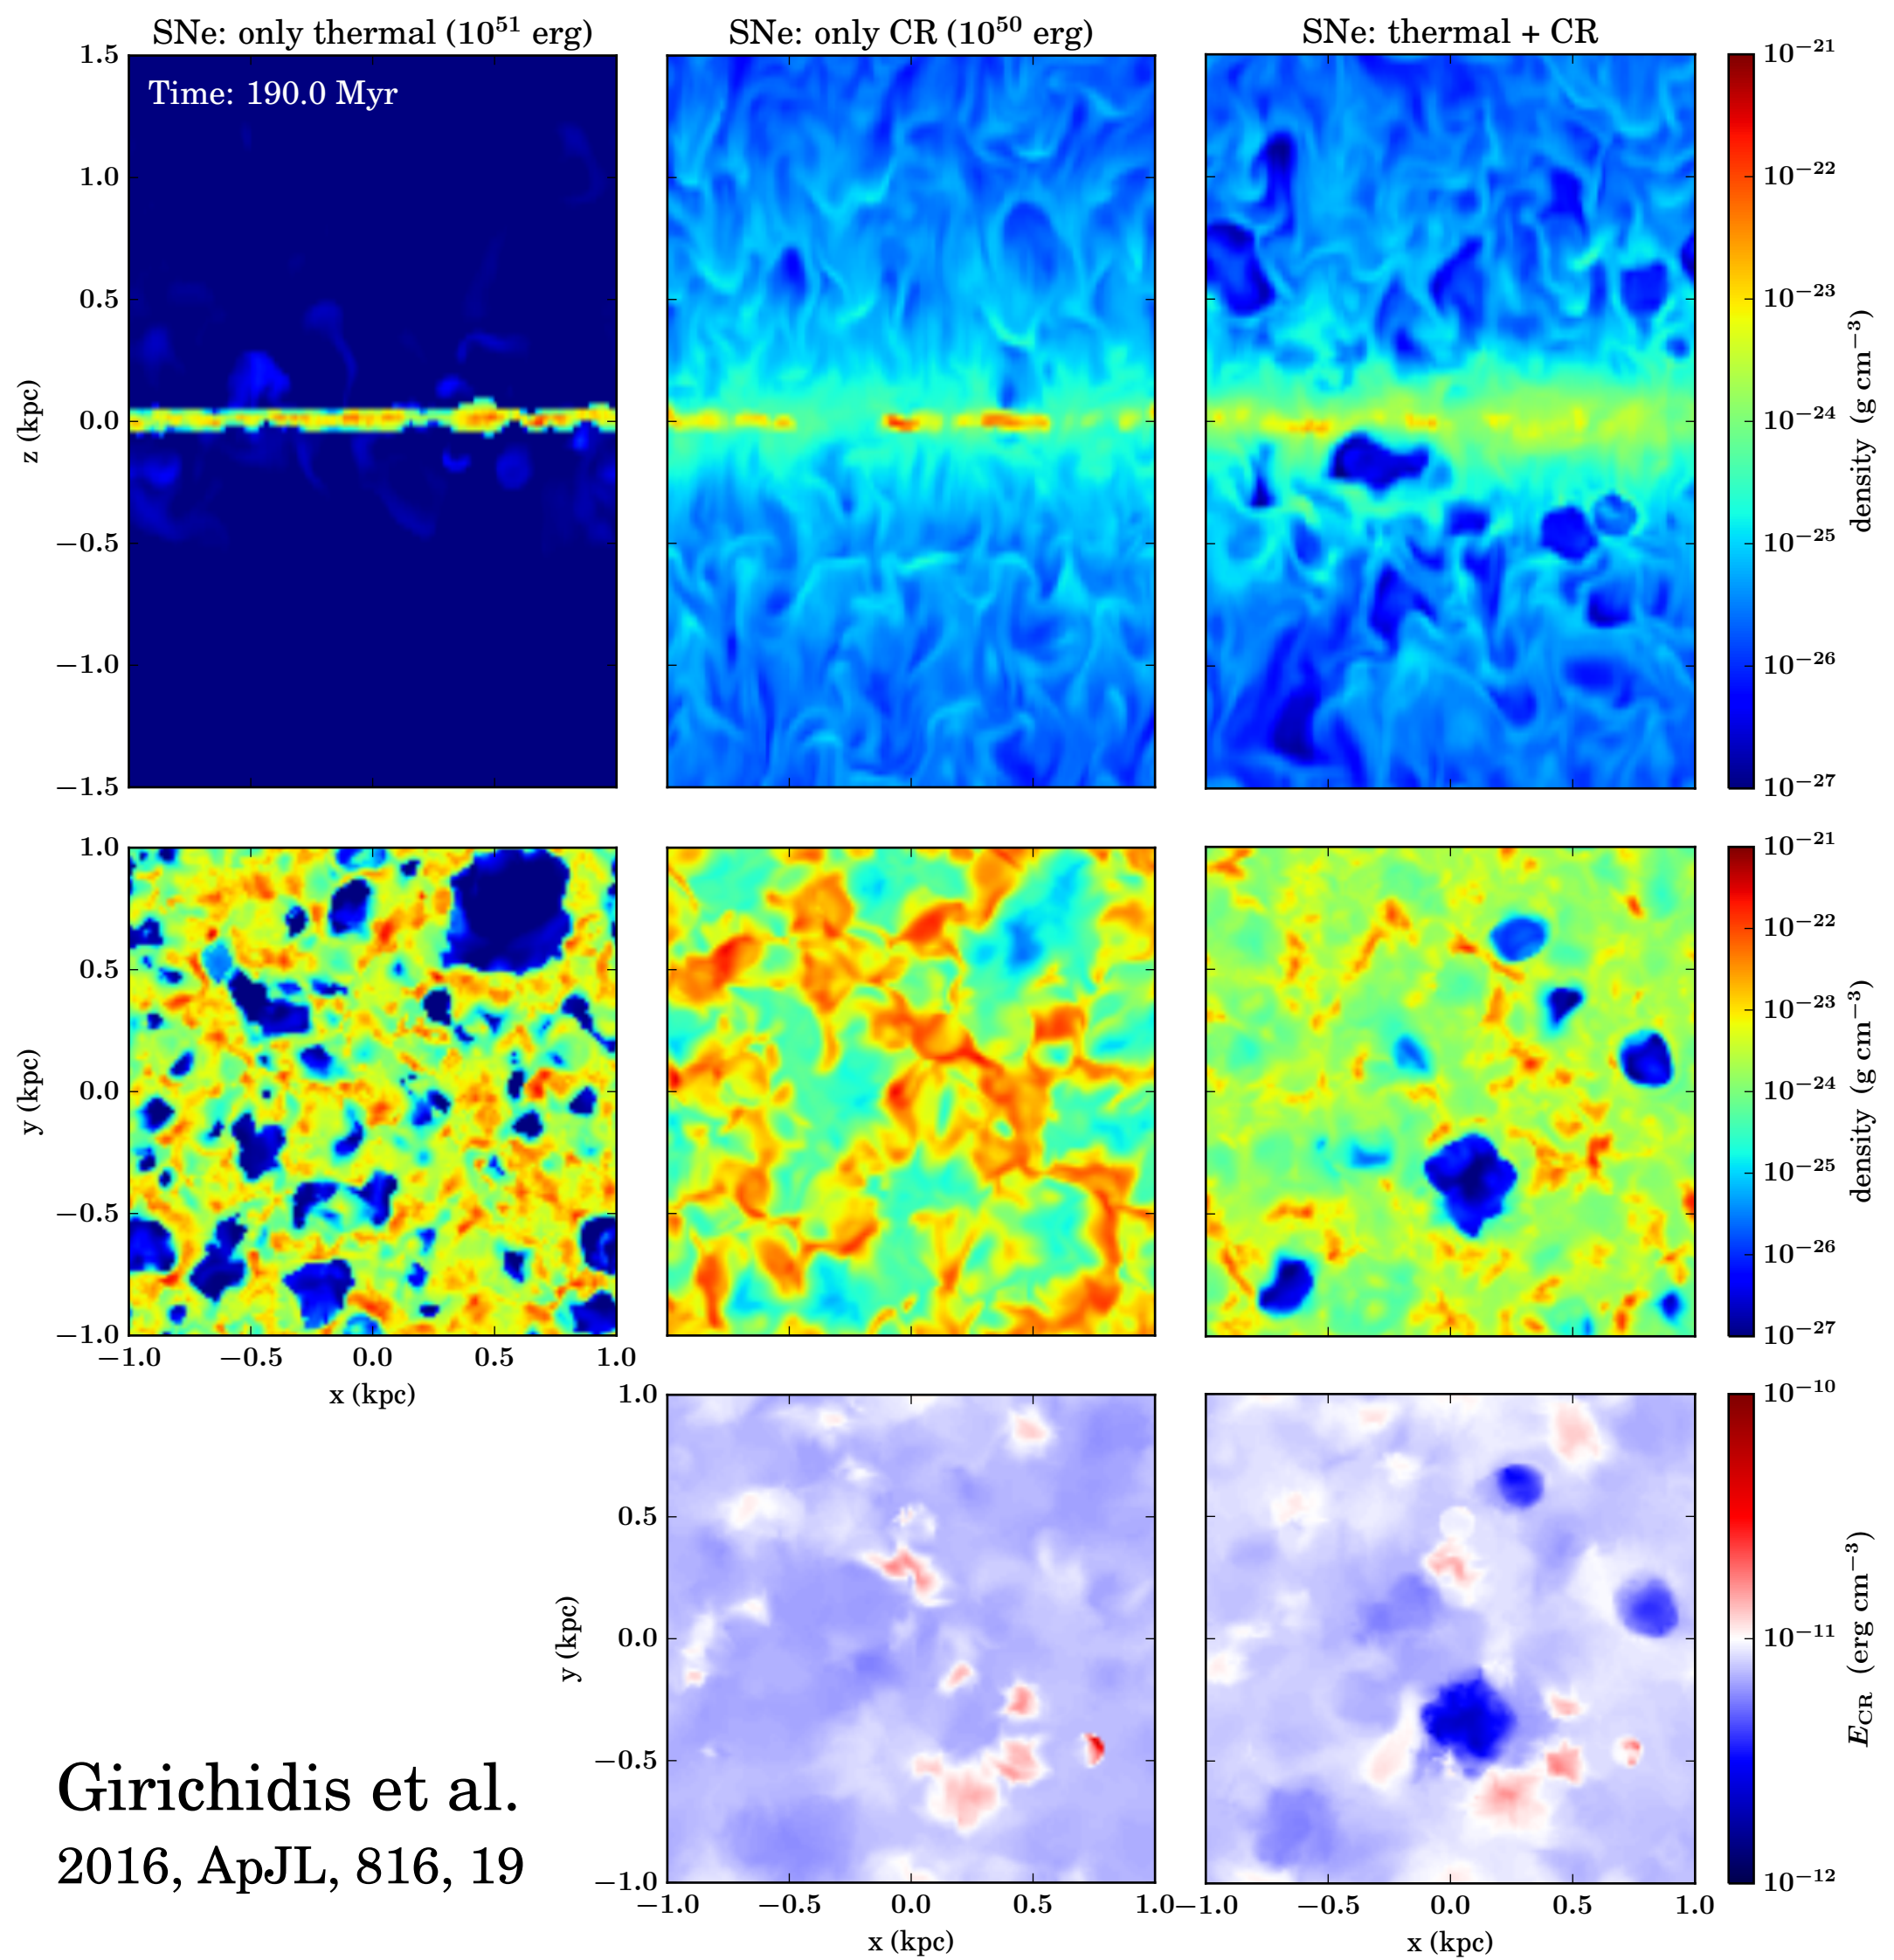 SNe: only thermal (10⁵¹ erg)
SNe: only CR (10⁵⁰ erg)
SNe: thermal + CR
Time: 190.0 Myr
1.5
1.0
0.5
0.0
−0.5
−1.0
−1.5
z (kpc)
10⁻²¹
10⁻²²
10⁻²³
10⁻²⁴
10⁻²⁵
10⁻²⁶
10⁻²⁷
density (g cm⁻³)
1.0
0.5
0.0
−0.5
−1.0
y (kpc)
−1.0 −0.5 0.0 0.5 1.0
x (kpc)
10⁻²¹
10⁻²²
10⁻²³
10⁻²⁴
10⁻²⁵
10⁻²⁶
10⁻²⁷
density (g cm⁻³)
1.0
0.5
0.0
−0.5
−1.0
y (kpc)
−1.0 −0.5 0.0 0.5 1.0
x (kpc)
−1.0 −0.5 0.0 0.5 1.0
x (kpc)
10⁻¹⁰
10⁻¹¹
10⁻¹²
E_CR (erg cm⁻³)
Girichidis et al.
2016, ApJL, 816, 19